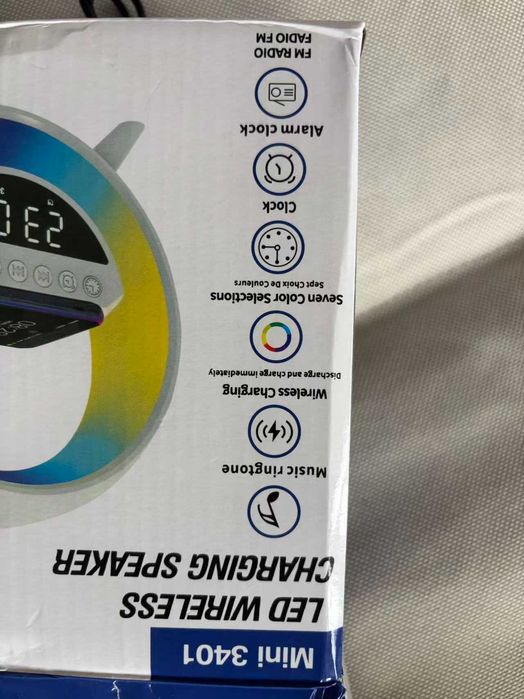 Mini 3401
LED WIRELESS
CHARGING SPEAKER
Music ringtone
Wireless Charging
Discharge and charge immediately
Seven Color Selections
Sept Choix De Couleurs
Clock
Alarm clock
FM RADIO
FADIO FM